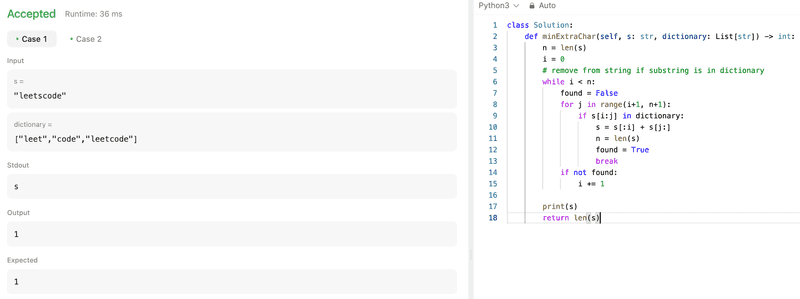 Accepted Runtime: 36 ms
• Case 1 • Case 2
Input
s =
"leetscode"
dictionary =
["leet","code","leetcode"]
Stdout
s
Output
1
Expected
1
Python3 Auto
1 class Solution:
2 def minExtraChar(self, s: str, dictionary: List[str]) -> int:
3 n = len(s)
4 i = 0
5 # remove from string if substring is in dictionary
6 while i < n:
7 found = False
8 for j in range(i+1, n+1):
9 if s[i:j] in dictionary:
10 s = s[:i] + s[j:]
11 n = len(s)
12 found = True
13 break
14 if not found:
15 i += 1
16
17 print(s)
18 return len(s)